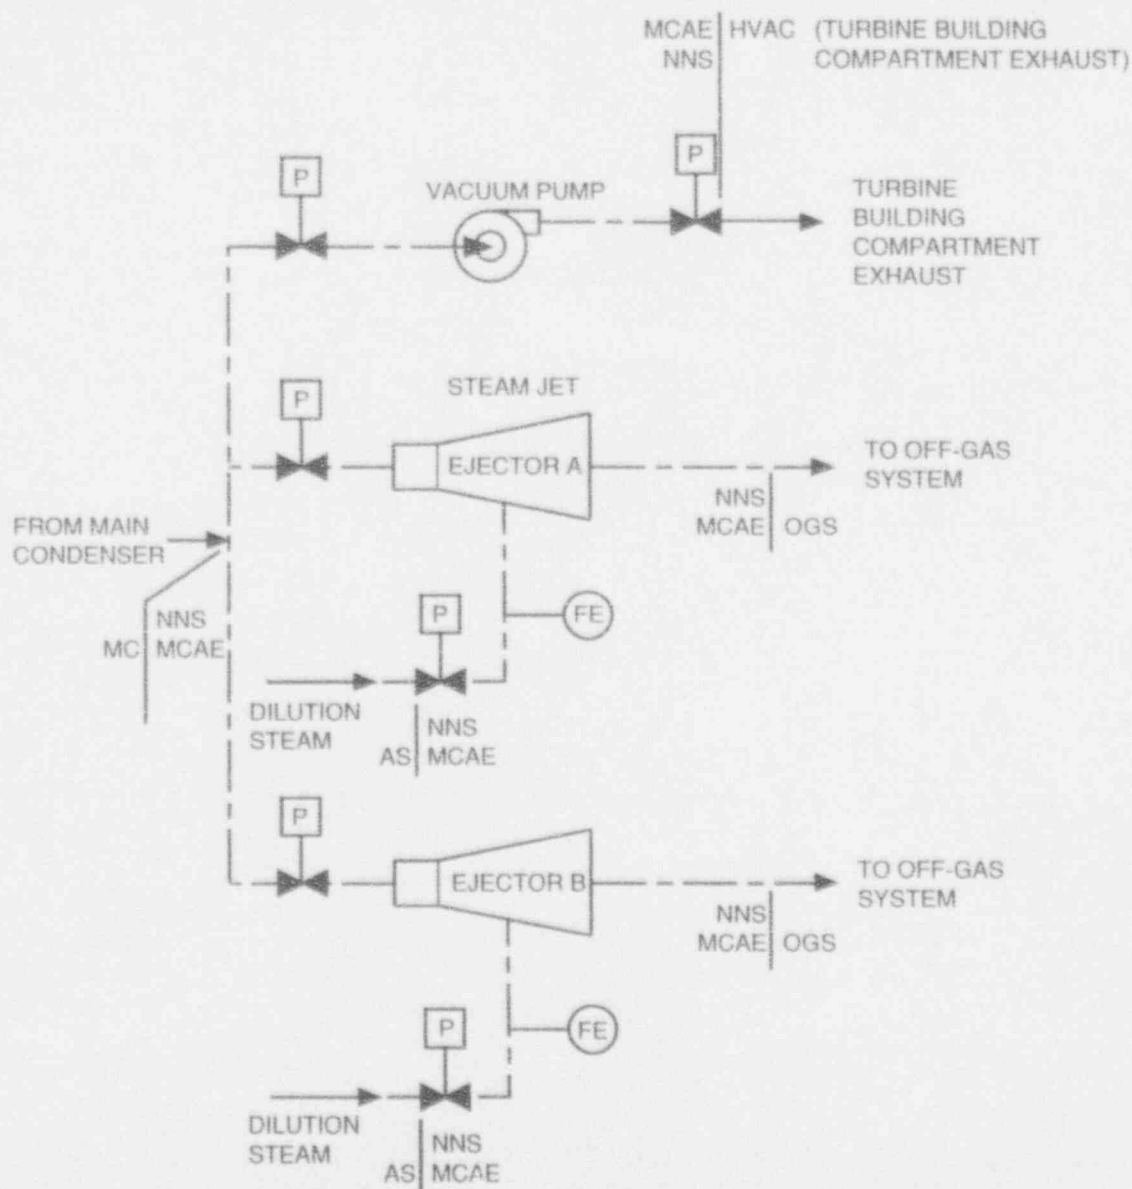 MCAE HVAC (TURBINE BUILDING
NNS COMPARTMENT EXHAUST)
P
P
VACUUM PUMP
TURBINE
BUILDING
COMPARTMENT
EXHAUST
P
STEAM JET
EJECTOR A
TO OFF-GAS
SYSTEM
NNS
MCAE OGS
FROM MAIN
CONDENSER
NNS
MC MCAE
P
FE
DILUTION
STEAM
NNS
AS MCAE
P
EJECTOR B
TO OFF-GAS
SYSTEM
NNS
MCAE OGS
P
FE
DILUTION
STEAM
NNS
AS MCAE